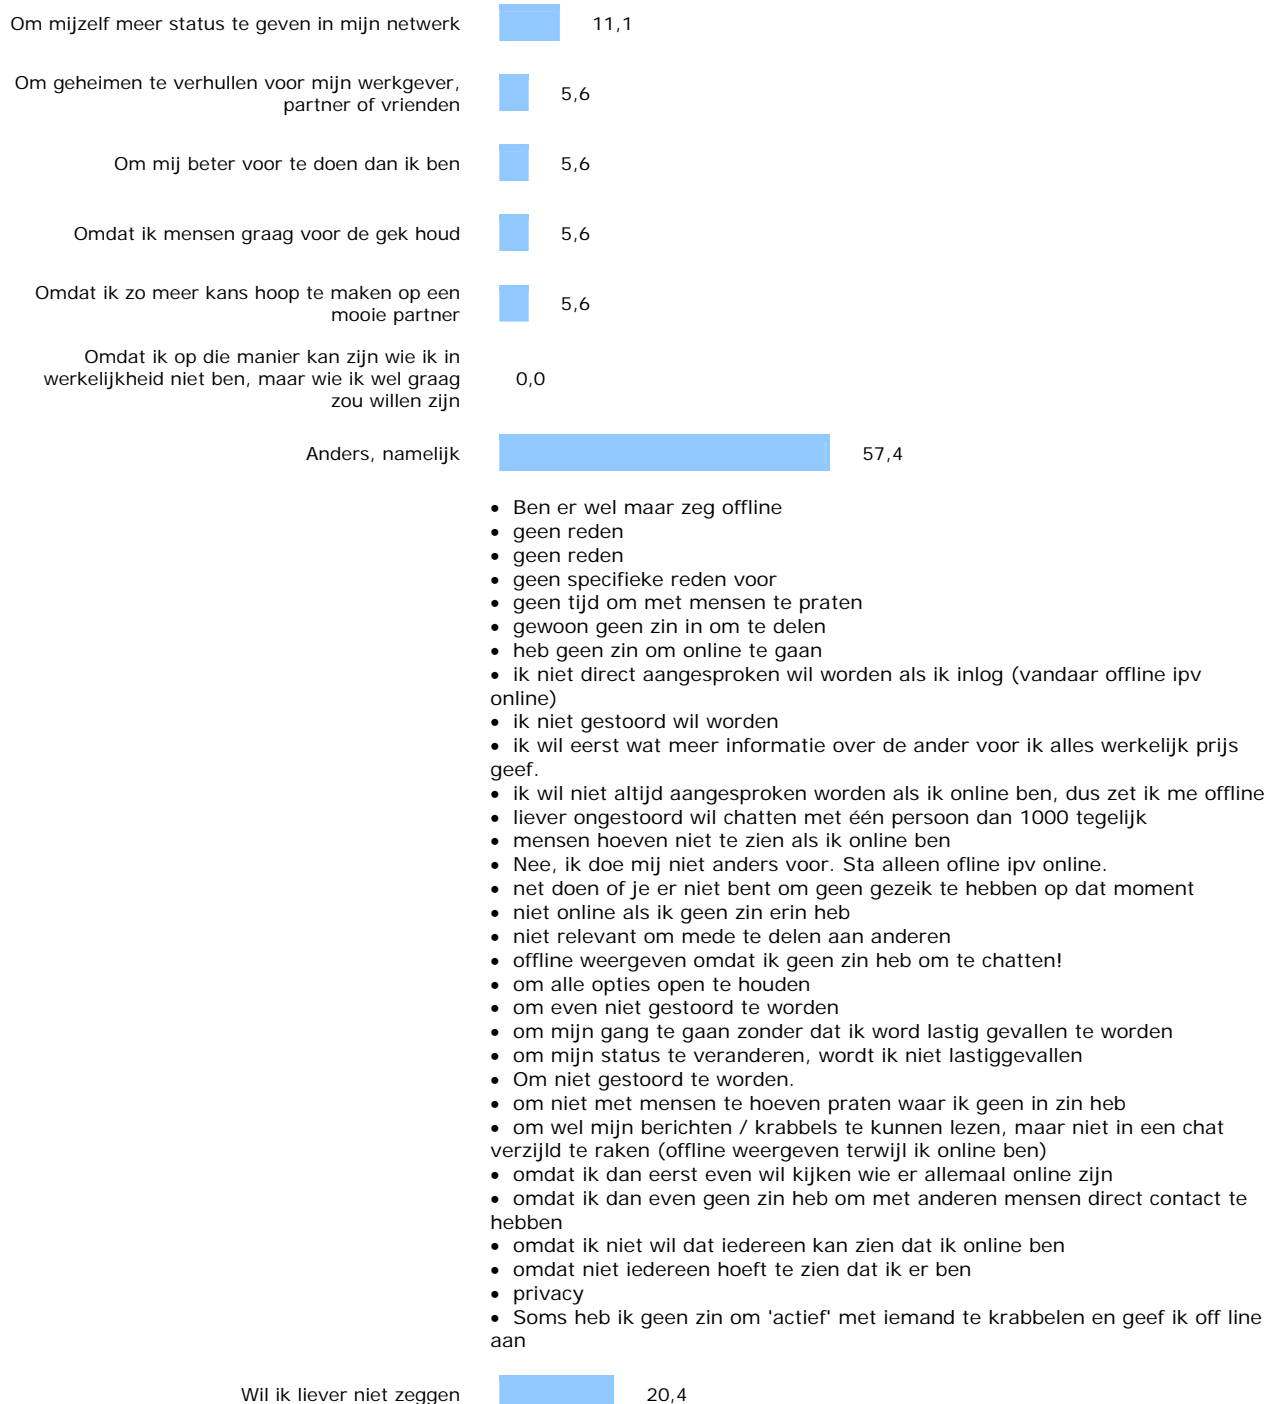 Om mijzelf meer status te geven in mijn netwerk 11,1
Om geheimen te verhullen voor mijn werkgever,
partner of vrienden 5,6
Om mij beter voor te doen dan ik ben 5,6
Omdat ik mensen graag voor de gek houd 5,6
Omdat ik zo meer kans hoop te maken op een
mooie partner 5,6
Omdat ik op die manier kan zijn wie ik in
werkelijkheid niet ben, maar wie ik wel graag
zou willen zijn 0,0
Anders, namelijk 57,4
• Ben er wel maar zeg offline
• geen reden
• geen reden
• geen specifieke reden voor
• geen tijd om met mensen te praten
• gewoon geen zin in om te delen
• heb geen zin om online te gaan
• ik niet direct aangesproken wil worden als ik inlog (vandaar offline ipv
online)
• ik niet gestoord wil worden
• ik wil eerst wat meer informatie over de ander voor ik alles werkelijk prijs
geef.
• ik wil niet altijd aangesproken worden als ik online ben, dus zet ik me offline
• liever ongestoord wil chatten met één persoon dan 1000 tegelijk
• mensen hoeven niet te zien als ik online ben
• Nee, ik doe mij niet anders voor. Sta alleen ofline ipv online.
• net doen of je er niet bent om geen gezeik te hebben op dat moment
• niet online als ik geen zin erin heb
• niet relevant om mede te delen aan anderen
• offline weergeven omdat ik geen zin heb om te chatten!
• om alle opties open te houden
• om even niet gestoord te worden
• om mijn gang te gaan zonder dat ik word lastig gevallen te worden
• om mijn status te veranderen, wordt ik niet lastiggevallen
• Om niet gestoord te worden.
• om niet met mensen te hoeven praten waar ik geen in zin heb
• om wel mijn berichten / krabbels te kunnen lezen, maar niet in een chat
verzijld te raken (offline weergeven terwijl ik online ben)
• omdat ik dan eerst even wil kijken wie er allemaal online zijn
• omdat ik dan even geen zin heb om met anderen mensen direct contact te
hebben
• omdat ik niet wil dat iedereen kan zien dat ik online ben
• omdat niet iedereen hoeft te zien dat ik er ben
• privacy
• Soms heb ik geen zin om 'actief' met iemand te krabbelen en geef ik off line
aan
Wil ik liever niet zeggen 20,4